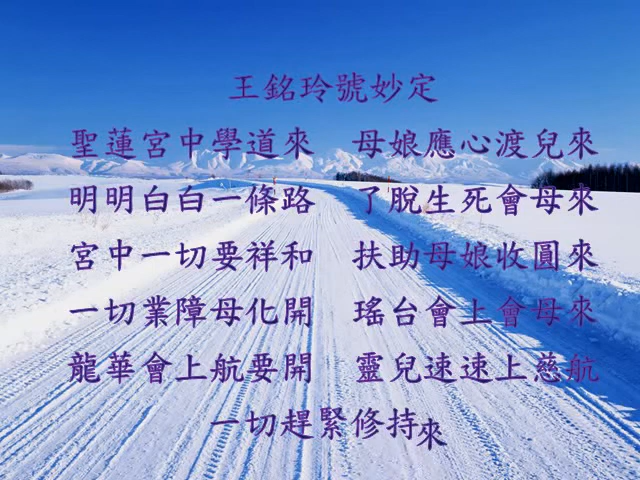 王銘玲號妙定
聖蓮宮中學道來　母娘應心渡兒來
明明白白一條路　了脫生死會母來
宮中一切要祥和　扶助母娘收圓來
一切業障母化開　瑤台會上會母來
龍華會上航要開　靈兒速速上慈航
一切趕緊修持來